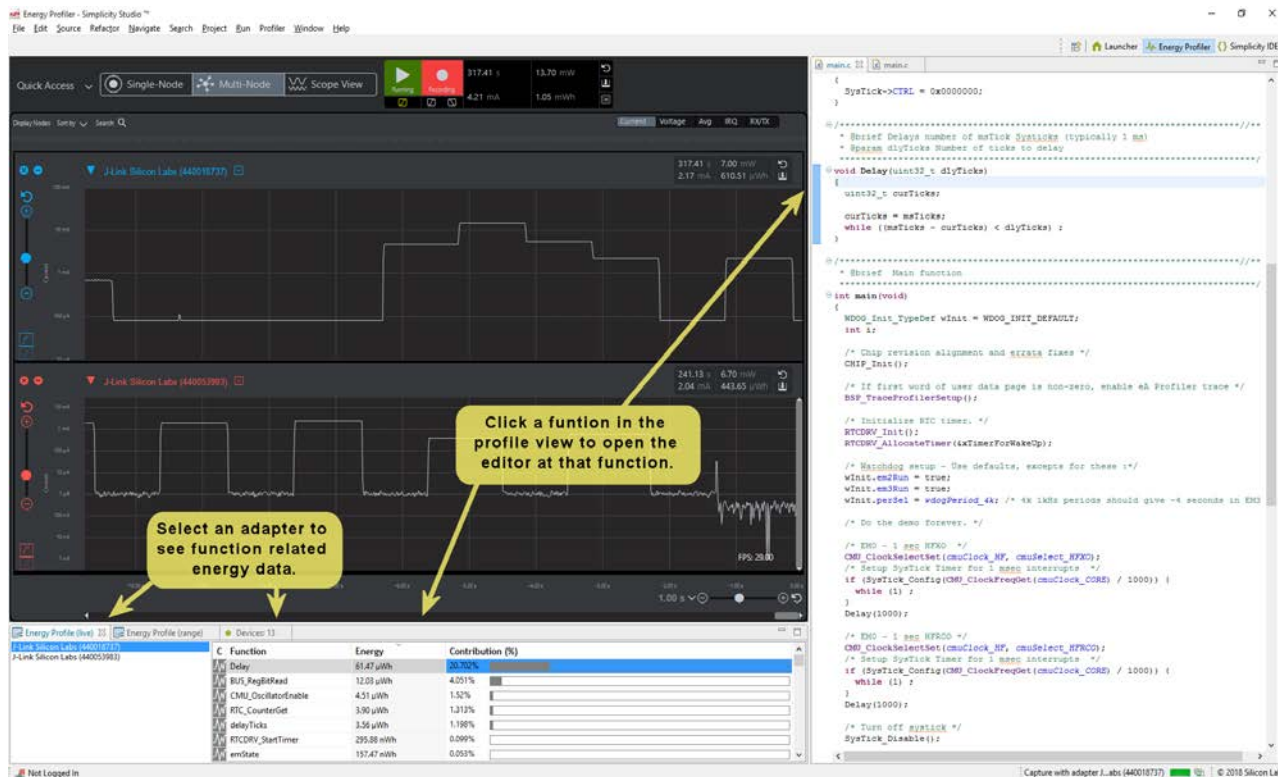 Energy Profiler - Simplicity Studio ™
File Edit Source Refactor Navigate Search Project Run Profiler Window Help
Launcher Energy Profiler {} Simplicity IDE
Quick Access Single-Node Multi-Node Scope View
Running Recording
317.41 s 13.70 mW
4.21 mA 1.05 mWh
Display Nodes Sort by Search
Current Voltage Avg IRQ RX/TX
J-Link Silicon Labs (440018737)
317.41 s 7.00 mW
2.17 mA 610.51 µWh
Current
J-Link Silicon Labs (440053983)
241.13 s 6.70 mW
2.04 mA 443.65 µWh
Current
FPS: 29.00
1.00 s
Click a funtion in the
profile view to open the
editor at that function.
Select an adapter to
see function related
energy data.
Energy Profile (live) Energy Profile (range) Devices: 13
J-Link Silicon Labs (440018737)
J-Link Silicon Labs (440053983)
C Function Energy Contribution (%)
Delay 61.47 µWh 20.702%
BUS_RegBitRead 12.03 µWh 4.051%
CMU_OscillatorEnable 4.51 µWh 1.52%
RTC_CounterGet 3.90 µWh 1.313%
delayTicks 3.56 µWh 1.198%
RTCDRV_StartTimer 295.88 nWh 0.099%
emState 157.47 nWh 0.053%
main.c main.c
{
SysTick->CTRL = 0x0000000;
}
* @brief Delays number of msTick Systicks (typically 1 ms)
* @param dlyTicks Number of ticks to delay
void Delay(uint32_t dlyTicks)
{
uint32_t curTicks;
curTicks = msTicks;
while ((msTicks - curTicks) < dlyTicks) ;
}
* @brief Main function
int main(void)
{
WDOG_Init_TypeDef wInit = WDOG_INIT_DEFAULT;
int i;
/* Chip revision alignment and errata fixes */
CHIP_Init();
/* If first word of user data page is non-zero, enable eA Profiler trace */
BSP_TraceProfilerSetup();
/* Initialize RTC timer. */
RTCDRV_Init();
RTCDRV_AllocateTimer(&xTimerForWakeUp);
/* Watchdog setup - Use defaults, excepts for these :*/
wInit.em2Run = true;
wInit.em3Run = true;
wInit.perSel = wdogPeriod_4k; /* 4k 1kHz periods should give ~4 seconds in EM3
/* Do the demo forever. */
/* EM0 - 1 sec HFXO */
CMU_ClockSelectSet(cmuClock_HF, cmuSelect_HFXO);
/* Setup SysTick Timer for 1 msec interrupts */
if (SysTick_Config(CMU_ClockFreqGet(cmuClock_CORE) / 1000)) {
while (1) ;
}
Delay(1000);
/* EM0 - 1 sec HFRCO */
CMU_ClockSelectSet(cmuClock_HF, cmuSelect_HFRCO);
/* Setup SysTick Timer for 1 msec interrupts */
if (SysTick_Config(CMU_ClockFreqGet(cmuClock_CORE) / 1000)) {
while (1) ;
}
Delay(1000);
/* Turn off systick */
SysTick_Disable();
Not Logged In
Capture with adapter J...abs (440018737) © 2018 Silicon La